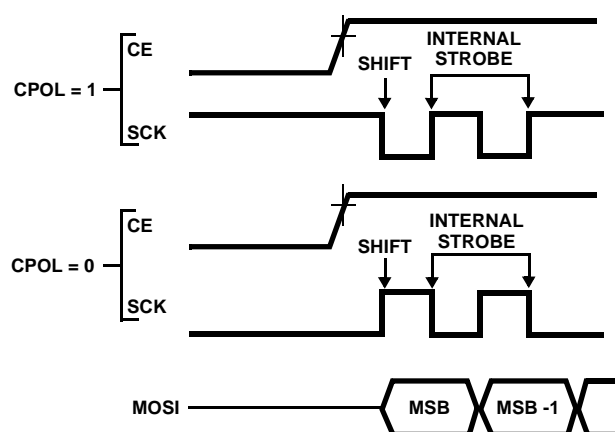 CE
CPOL = 1
SCK
SHIFT
INTERNAL
STROBE
CE
CPOL = 0
SCK
SHIFT
INTERNAL
STROBE
MOSI
MSB
MSB -1